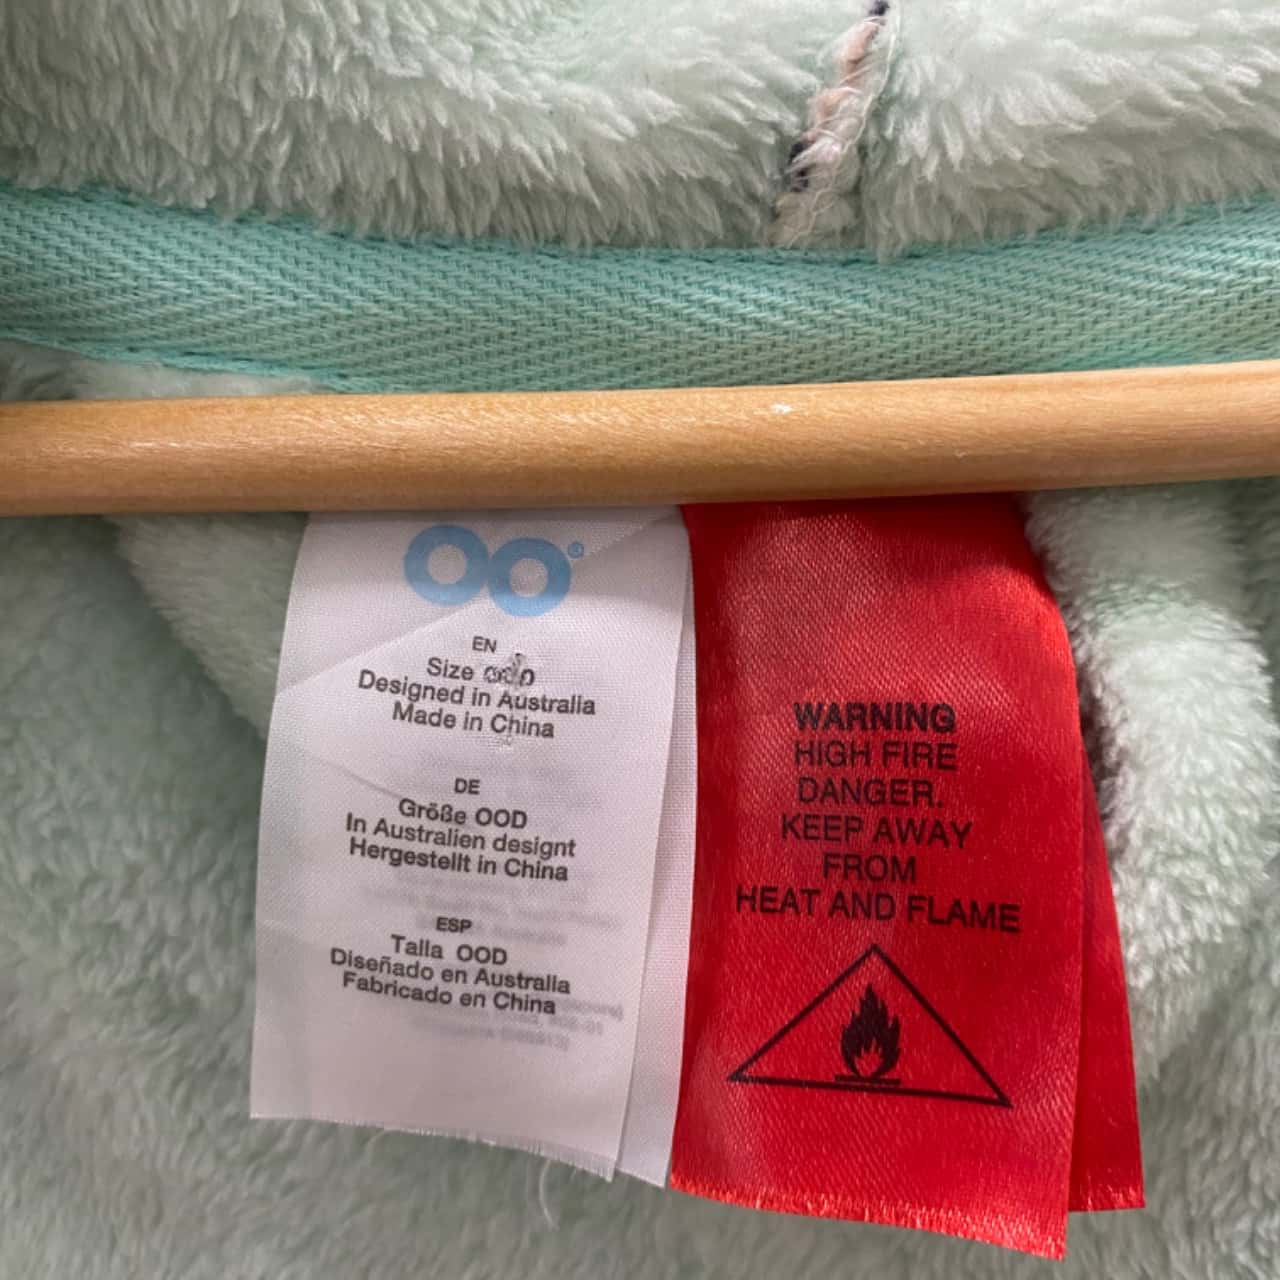 OO®
EN
Size
Designed in Australia
Made in China
DE
Größe OOD
In Australien designt
Hergestellt in China
ESP
Talla OOD
Diseñado en Australia
Fabricado en China
WARNING
HIGH FIRE
DANGER.
KEEP AWAY
FROM
HEAT AND FLAME